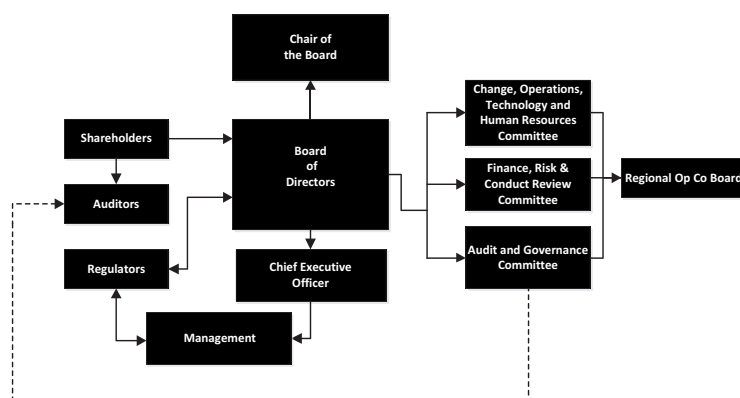 Chair of
the Board
Shareholders
Auditors
Board
of
Directors
Regulators
Chief Executive
Officer
Management
Change, Operations,
Technology and
Human Resources
Committee
Finance, Risk &
Conduct Review
Committee
Audit and Governance
Committee
Regional Op Co Board